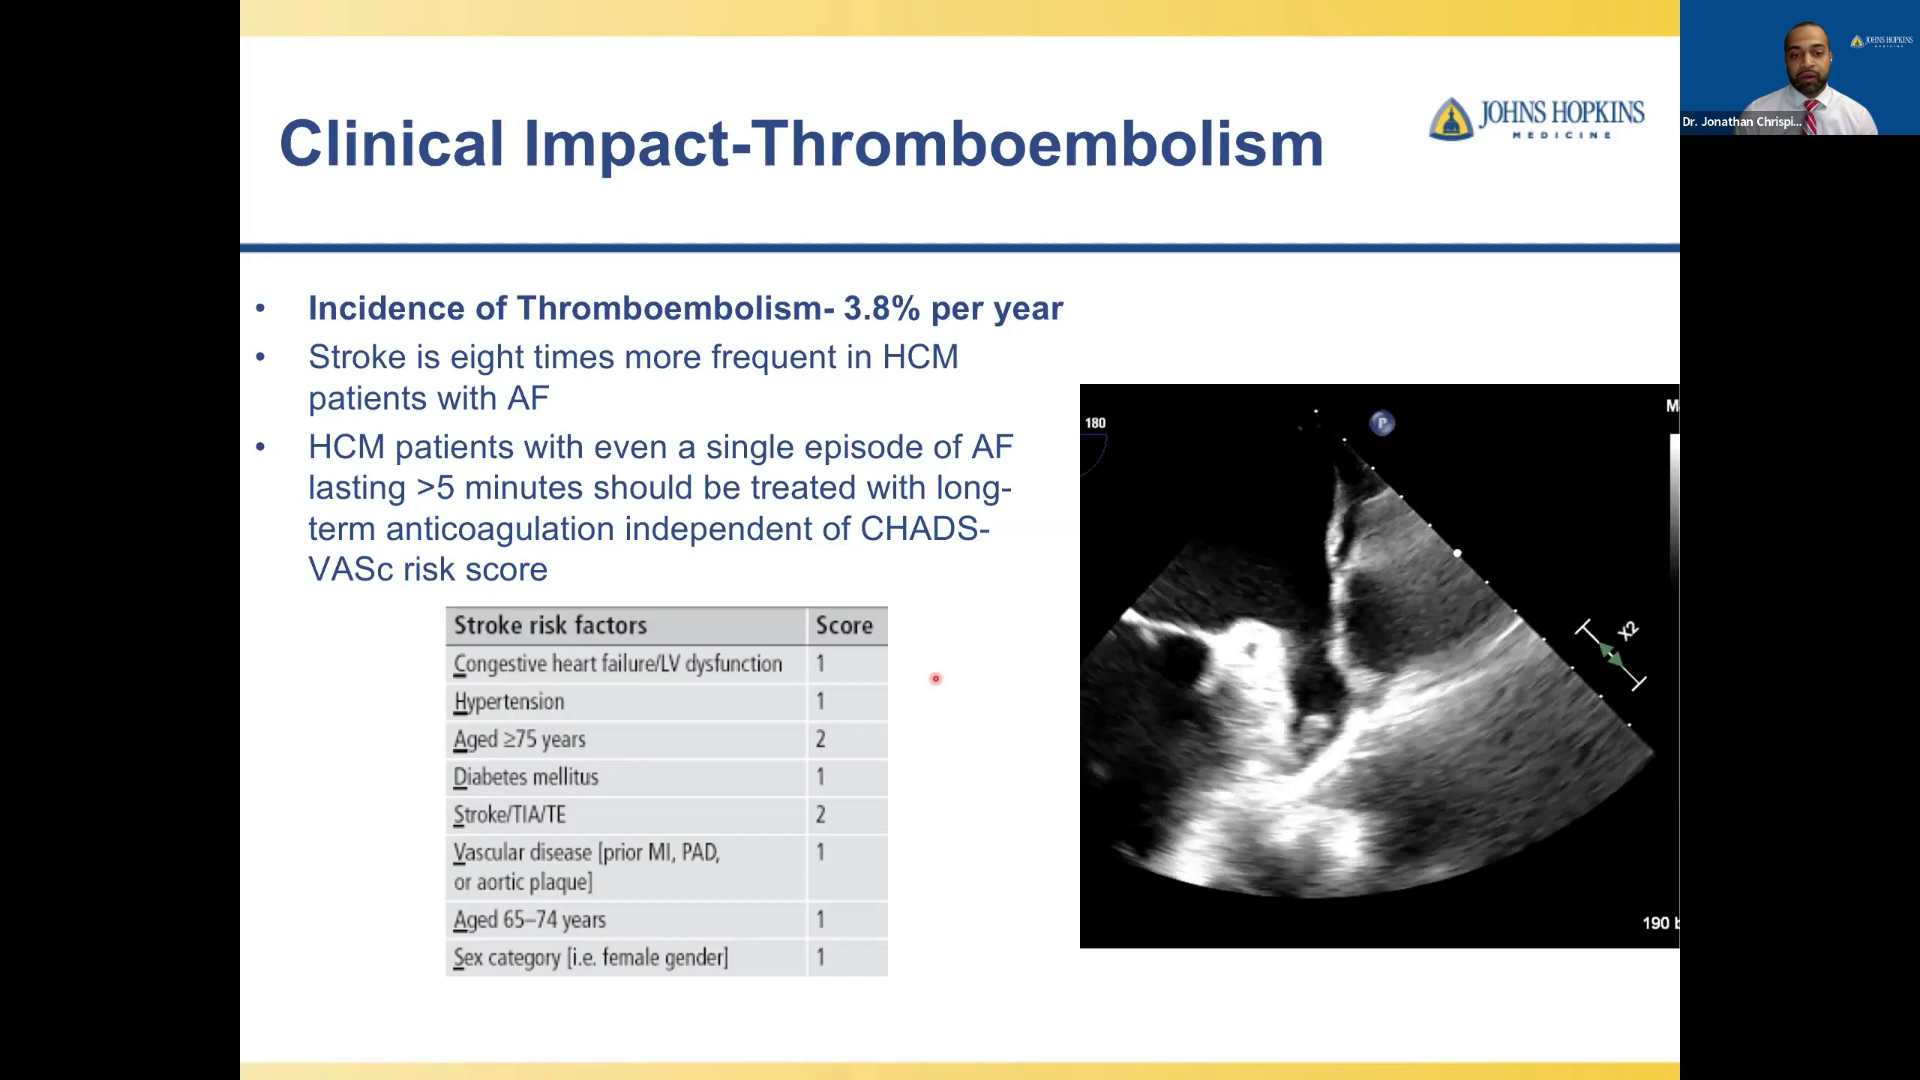 Clinical Impact-Thromboembolism
JOHNS HOPKINS
MEDICINE
JOHNS HOPKINS
MEDICINE
Dr. Jonathan Chrispi...
• Incidence of Thromboembolism- 3.8% per year
• Stroke is eight times more frequent in HCM
patients with AF
• HCM patients with even a single episode of AF
lasting >5 minutes should be treated with long-
term anticoagulation independent of CHADS-
VASc risk score
Stroke risk factors Score
Congestive heart failure/LV dysfunction 1
Hypertension 1
Aged ≥75 years 2
Diabetes mellitus 1
Stroke/TIA/TE 2
Vascular disease [prior MI, PAD, 1
or aortic plaque]
Aged 65–74 years 1
Sex category [i.e. female gender] 1
180
P
M
X2
190 b